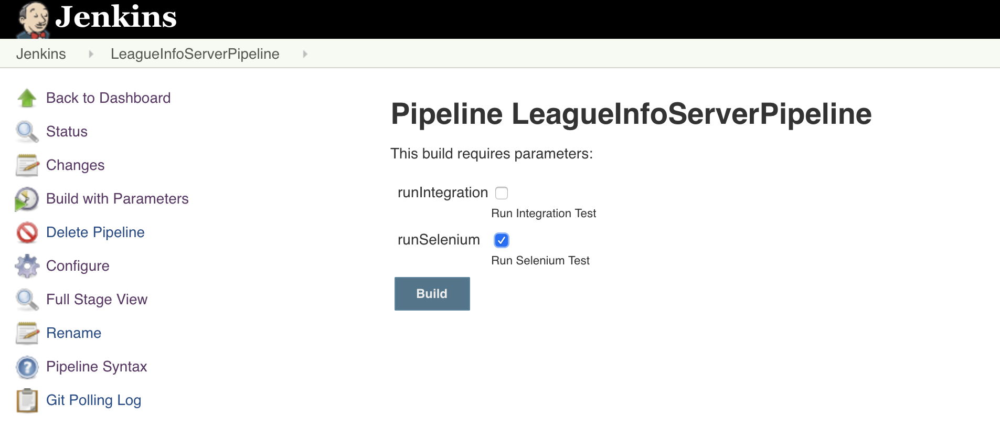 Jenkins
Jenkins LeagueInfoServerPipeline
Back to Dashboard
Status
Changes
Build with Parameters
Delete Pipeline
Configure
Full Stage View
Rename
Pipeline Syntax
Git Polling Log
Pipeline LeagueInfoServerPipeline
This build requires parameters:
runIntegration
Run Integration Test
runSelenium
Run Selenium Test
Build